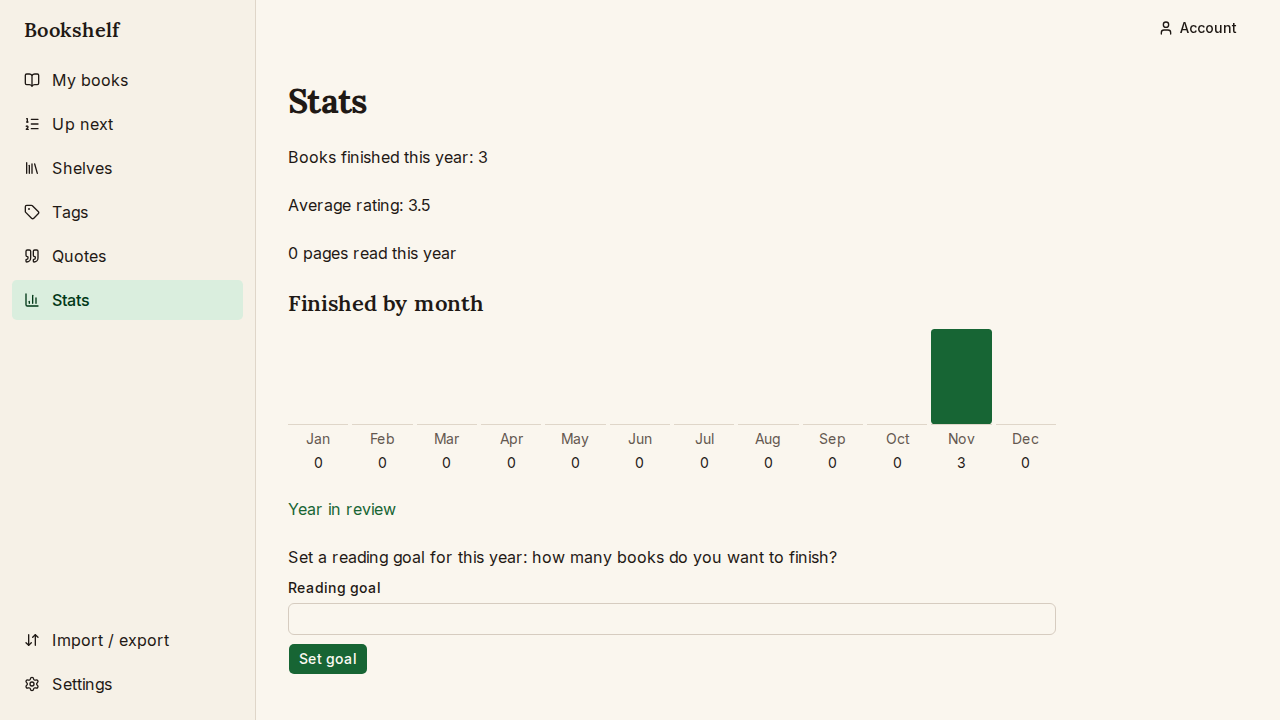 Bookshelf
My books
Up next
Shelves
Tags
Quotes
Stats
Import / export
Settings
Account
Stats
Books finished this year: 3
Average rating: 3.5
0 pages read this year
Finished by month
Jan Feb Mar Apr May Jun Jul Aug Sep Oct Nov Dec
0 0 0 0 0 0 0 0 0 0 3 0
Year in review
Set a reading goal for this year: how many books do you want to finish?
Reading goal
Set goal